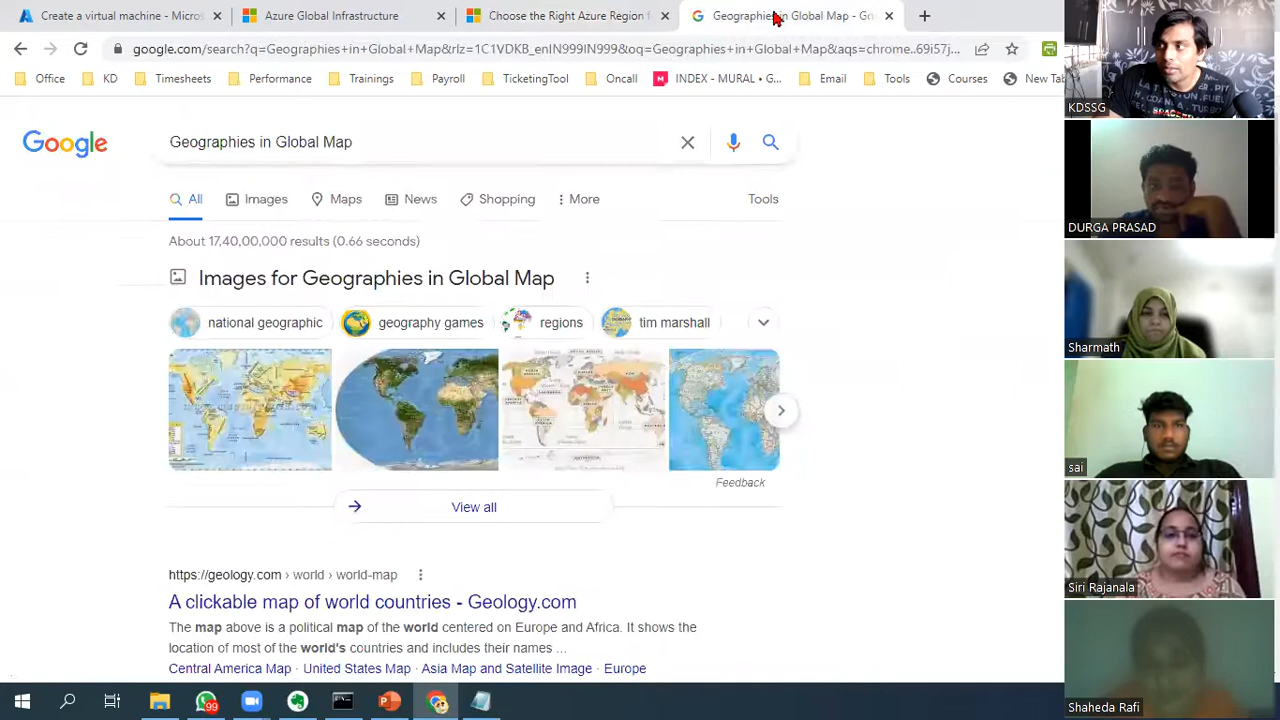 Create a virtual machine - Micros
Azure Global Infrastructure
Choose the Right Azure Region f
Geographies in Global Map - Go
google.com/search?q=Geographies+in+Global+Map&rlz=1C1VDKB_enIN999IN999&oq=Geographies+in+Global+Map&aqs=chrome..69i57j...
Office
KD
Timesheets
Performance
Trainings
Payroll
TicketingTool
Oncall
INDEX - MURAL • G...
Email
Tools
Courses
New Tab
Google
Geographies in Global Map
All
Images
Maps
News
Shopping
More
Tools
About 17,40,00,000 results (0.66 seconds)
Images for Geographies in Global Map
national geographic
geography games
regions
tim marshall
Feedback
View all
https://geology.com › world › world-map
A clickable map of world countries - Geology.com
The map above is a political map of the world centered on Europe and Africa. It shows the
location of most of the world's countries and includes their names ...
Central America Map · United States Map · Asia Map and Satellite Image · Europe
99
KDSSG
DURGA PRASAD
Sharmath
sai
Siri Rajanala
Shaheda Rafi